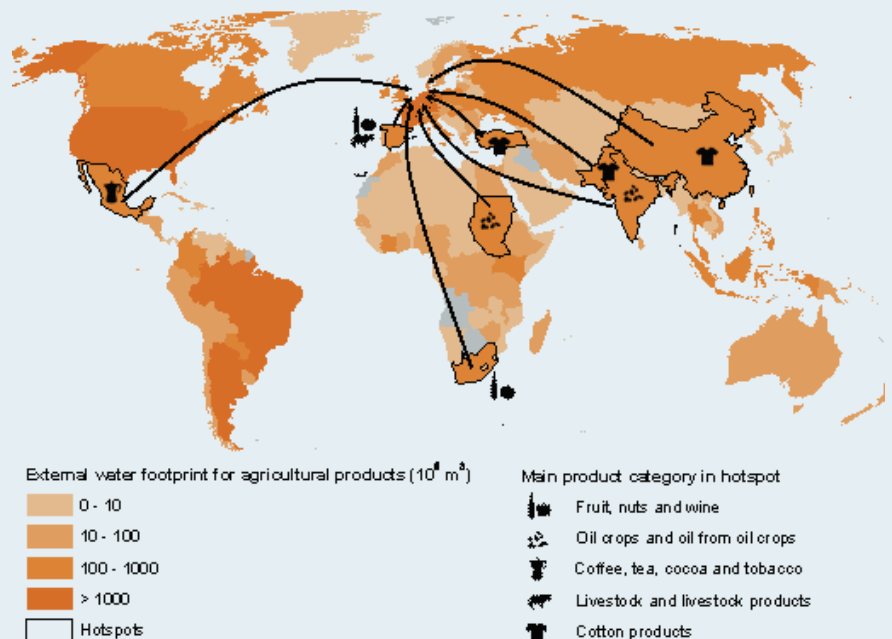 External water footprint for agricultural products (10⁶ m³)
0 - 10
10 - 100
100 - 1000
> 1000
Hotspots
Main product category in hotspot
Fruit, nuts and wine
Oil crops and oil from oil crops
Coffee, tea, cocoa and tobacco
Livestock and livestock products
Cotton products